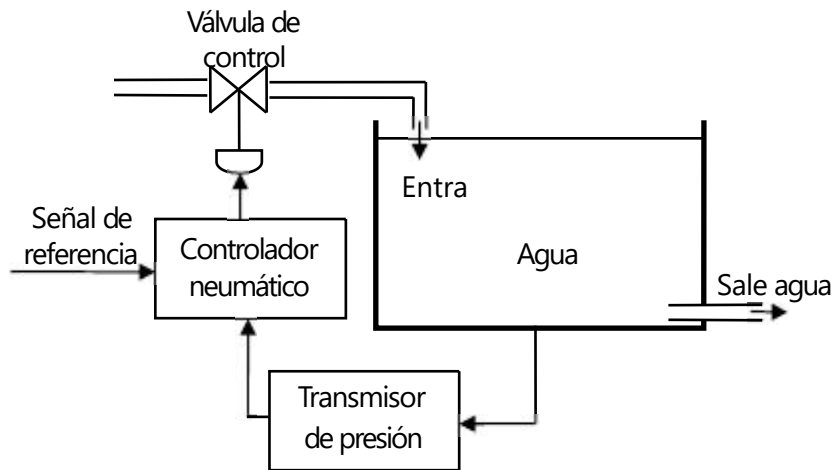 Válvula de
control
Entra
Señal de
referencia
Controlador
neumático
Agua
Sale agua
Transmisor
de presión